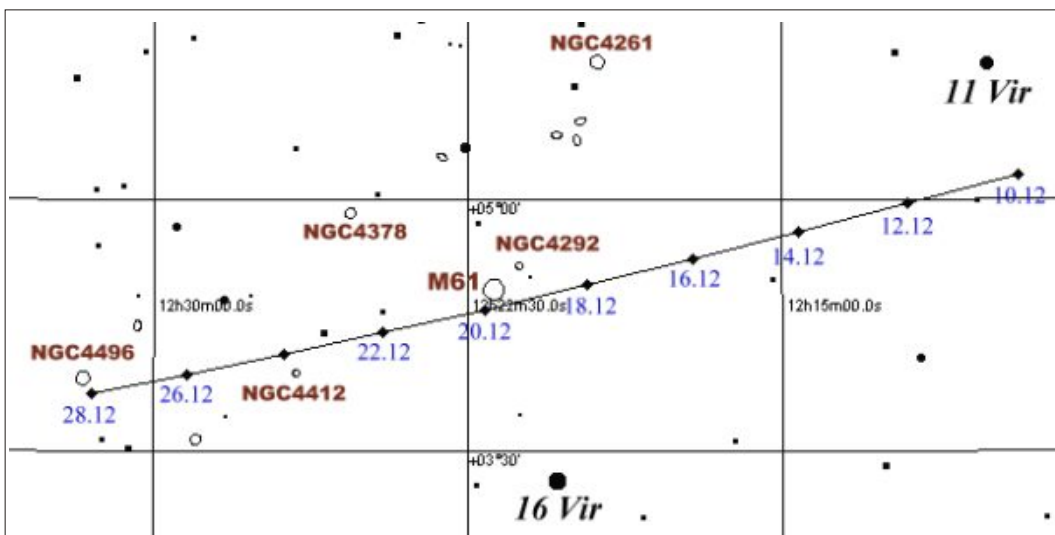 NGC4261
11 Vir
+05°00'
10.12
NGC4378
NGC4292
12.12
14.12
M61
16.12
12h30m00.0s
12h22m30.0s
18.12
12h15m00.0s
20.12
22.12
NGC4496
NGC4412
26.12
28.12
+03°30'
16 Vir